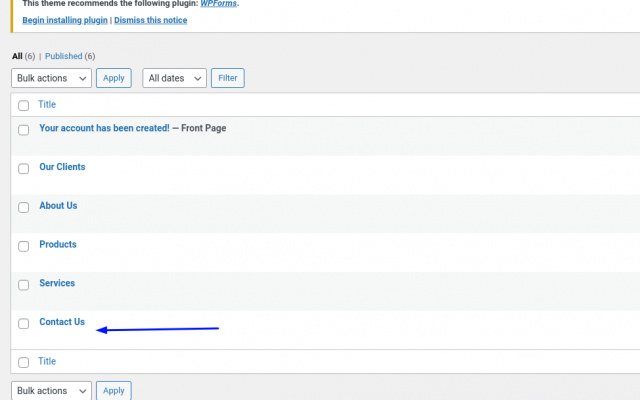 This theme recommends the following plugin: WPForms.
Begin installing plugin | Dismiss this notice
All (6) | Published (6)
Bulk actions Apply All dates Filter
Title
Your account has been created! — Front Page
Our Clients
About Us
Products
Services
Contact Us
Title
Bulk actions Apply